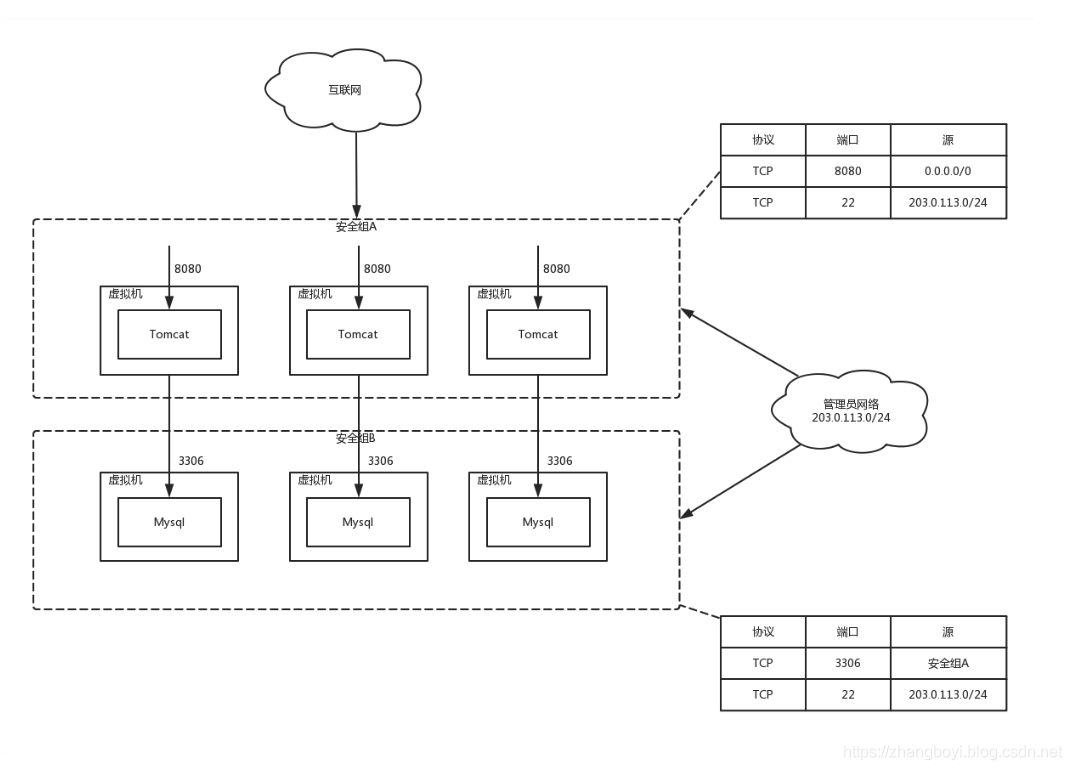 互联网
协议 端口 源
TCP 8080 0.0.0.0/0
TCP 22 203.0.113.0/24
安全组A
8080 8080 8080
虚拟机 虚拟机 虚拟机
Tomcat Tomcat Tomcat
管理员网络
203.0.113.0/24
安全组B
3306 3306 3306
虚拟机 虚拟机 虚拟机
Mysql Mysql Mysql
协议 端口 源
TCP 3306 安全组A
TCP 22 203.0.113.0/24
https://zhangboyi.blog.csdn.net